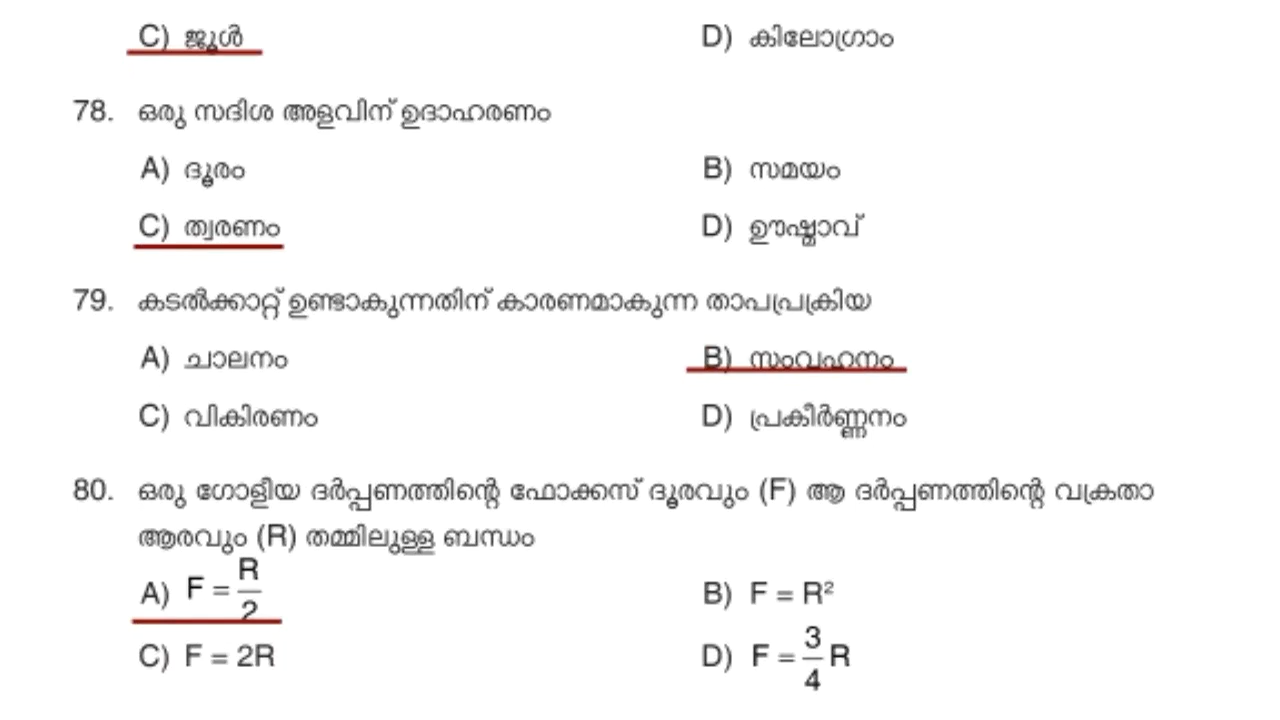 C) ജൂൾ D) കിലോഗ്രാം
78. ഒരു സദിശ അളവിന് ഉദാഹരണം
A) ദൂരം B) സമയം
C) ത്വരണം D) ഊഷ്മാവ്
79. കടൽക്കാറ്റ് ഉണ്ടാകുന്നതിന് കാരണമാകുന്ന താപപ്രക്രിയ
A) ചാലനം B) സംവഹനം
C) വികിരണം D) പ്രകീർണ്ണനം
80. ഒരു ഗോളീയ ദർപ്പണത്തിന്റെ ഫോക്കസ് ദൂരവും (F) ആ ദർപ്പണത്തിന്റെ വക്രതാ
ആരവും (R) തമ്മിലുള്ള ബന്ധം
A) F = R/2 B) F = R²
C) F = 2R D) F = 3/4 R